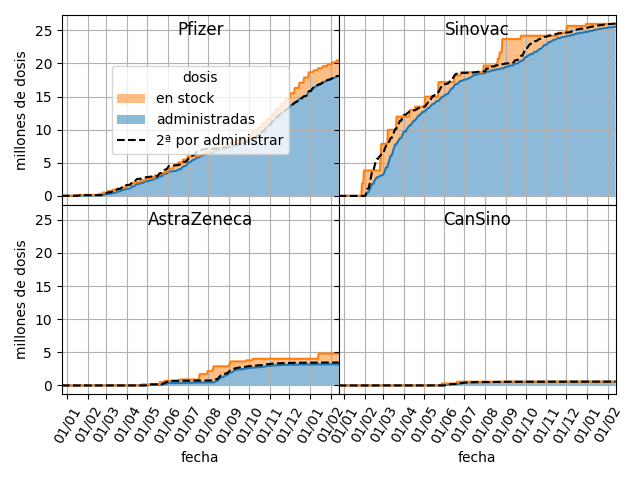 Pfizer
Sinovac
millones de dosis
25
20
15
10
5
0
dosis
en stock
administradas
2ª por administrar
AstraZeneca
CanSino
millones de dosis
25
20
15
10
5
0
01/01 01/02 01/03 01/04 01/05 01/06 01/07 01/08 01/09 01/10 01/11 01/12 01/01 01/02
01/01 01/02 01/03 01/04 01/05 01/06 01/07 01/08 01/09 01/10 01/11 01/12 01/01 01/02
fecha
fecha